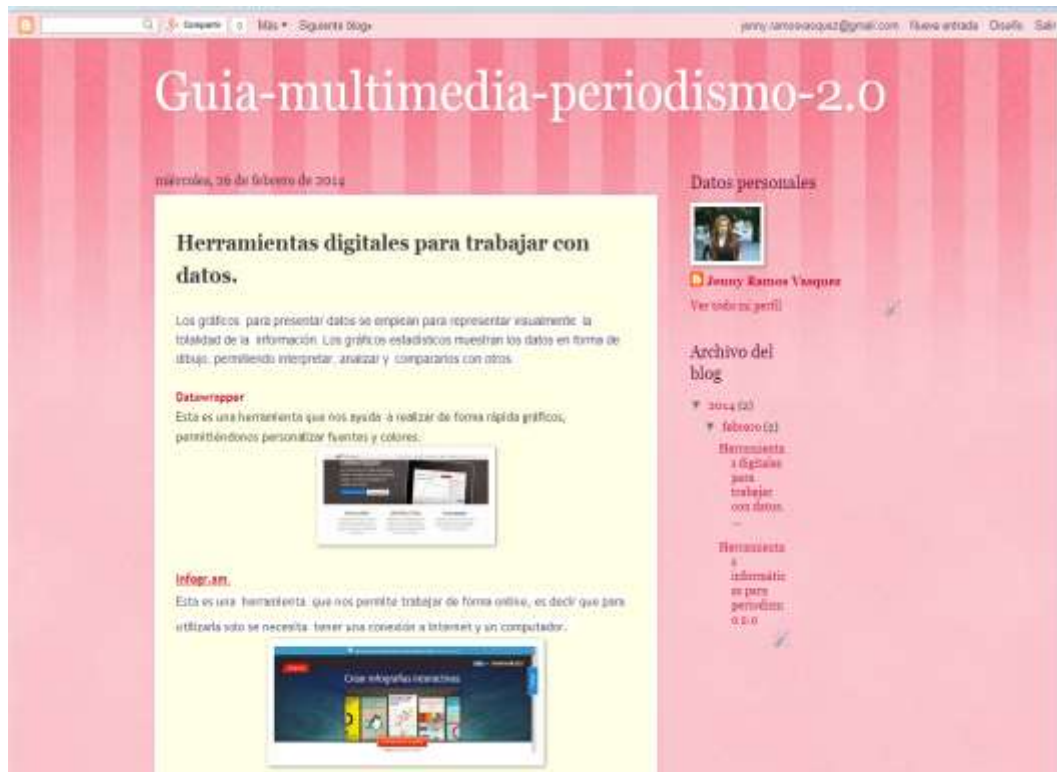 Compartir 0 Más Siguiente blog»
jenny.ramosvasquez@gmail.com Nueva entrada Diseño Salir
Guia-multimedia-periodismo-2.0
miércoles, 26 de febrero de 2014
Herramientas digitales para trabajar con
datos.
Los gráficos para presentar datos se emplean para representar visualmente la
totalidad de la información. Los gráficos estadísticos muestran los datos en forma de
dibujo, permitiendo interpretar, analizar y compararlos con otros.
Datawrapper
Esta es una herramienta que nos ayuda a realizar de forma rápida gráficos,
permitiéndonos personalizar fuentes y colores.
Infogr.am.
Esta es una herramienta que nos permite trabajar de forma online, es decir que para
utilizarla solo se necesita tener una conexión a Internet y un computador.
Crear infografías interactivas
Datos personales
Jenny Ramos Vasquez
Ver todo mi perfil
Archivo del
blog
▼ 2014 (2)
▼ febrero (2)
Herramienta
s digitales
para
trabajar
con datos.
...
Herramienta
s
informátic
as para
periodism
o 2.0